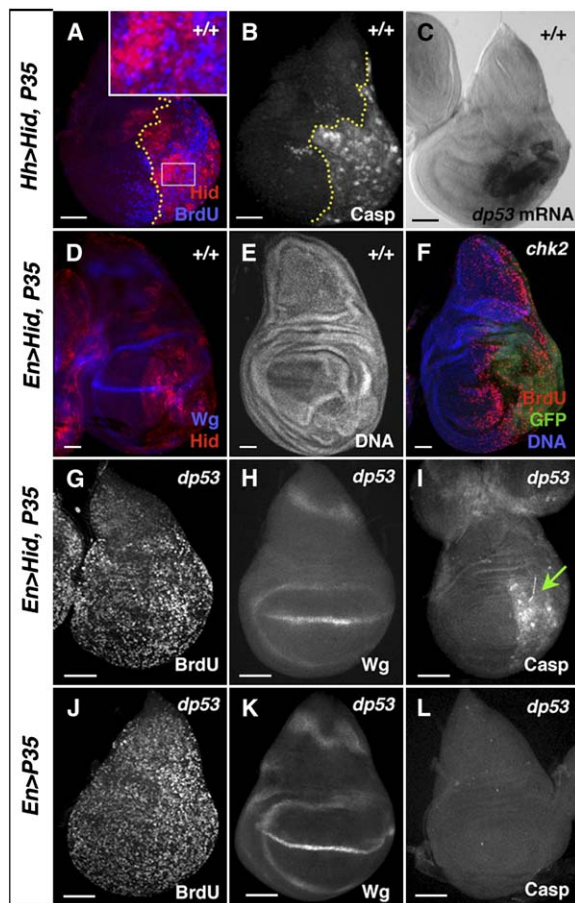 Hh>Hid, P35
A
+/+
Hid
BrdU
B
+/+
Casp
C
+/+
dp53 mRNA
En>Hid, P35
D
+/+
Wg
Hid
E
+/+
DNA
F
chk2
BrdU
GFP
DNA
En>Hid, P35
G
dp53
BrdU
H
dp53
Wg
I
dp53
Casp
En>P35
J
dp53
BrdU
K
dp53
Wg
L
dp53
Casp